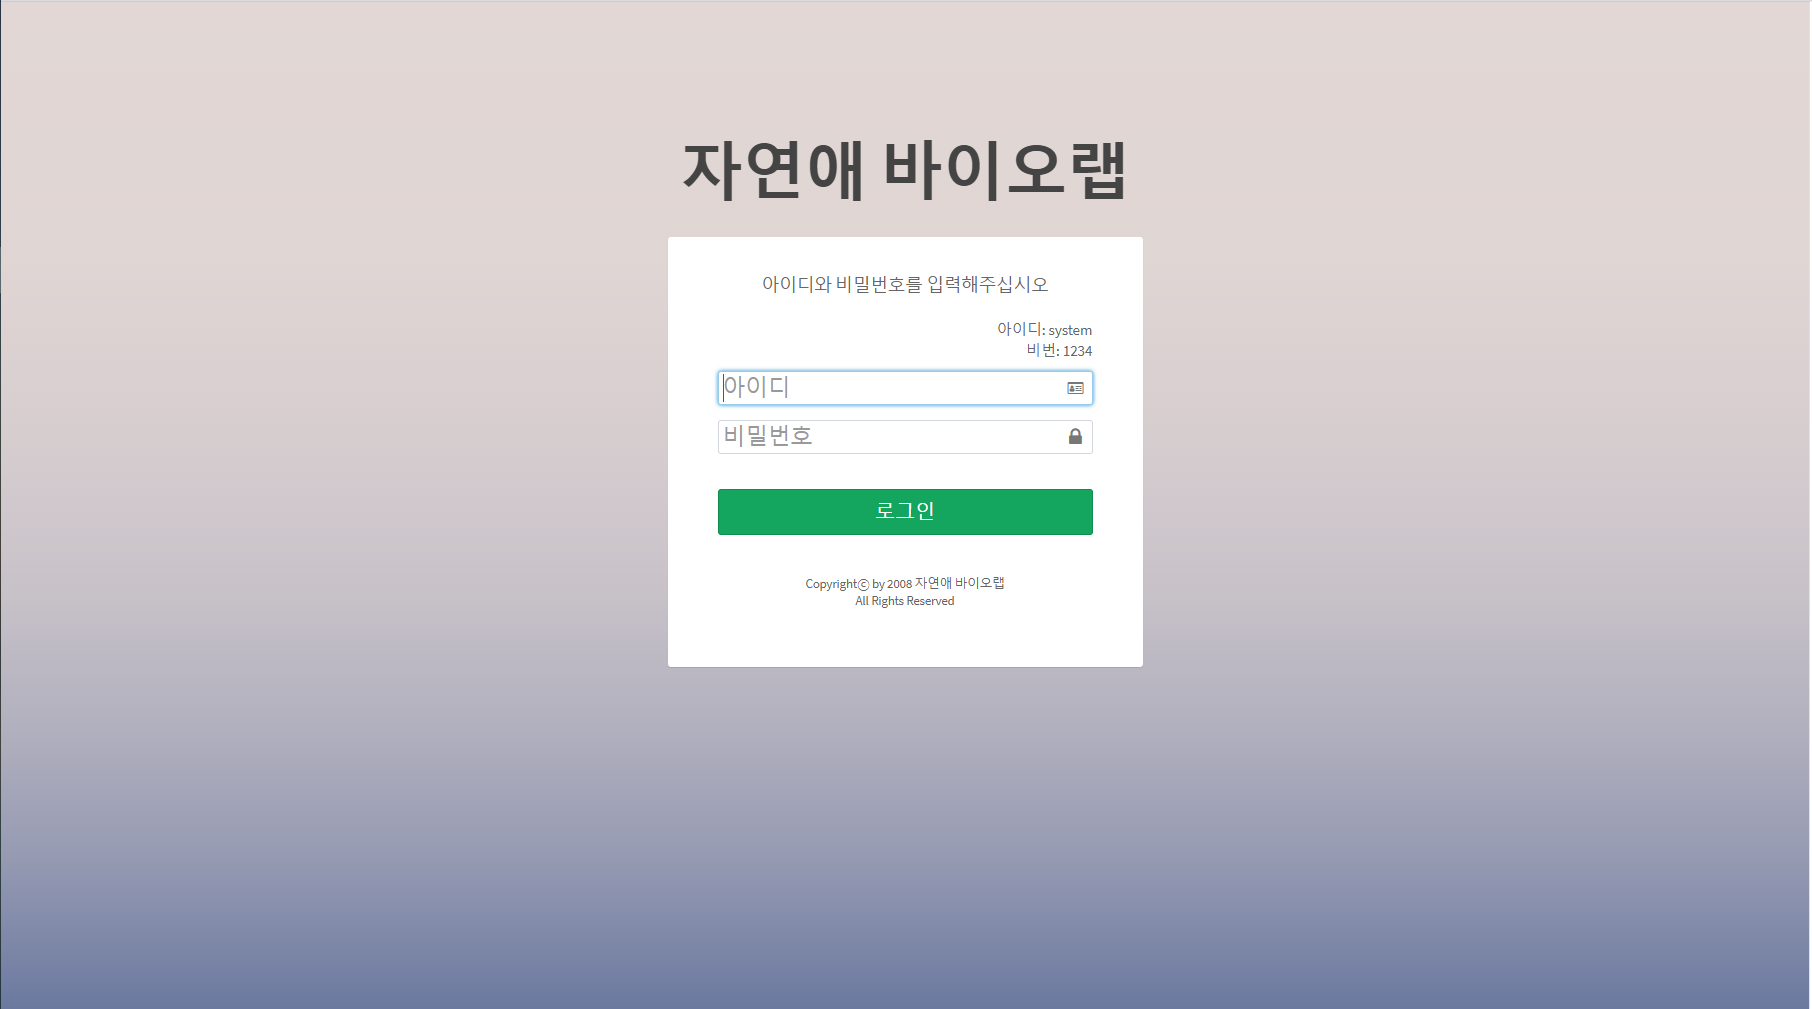 자연애 바이오랩
아이디와 비밀번호를 입력해주십시오
아이디: system
비번: 1234
아이디
비밀번호
로그인
Copyrightⓒ by 2008 자연애 바이오랩
All Rights Reserved